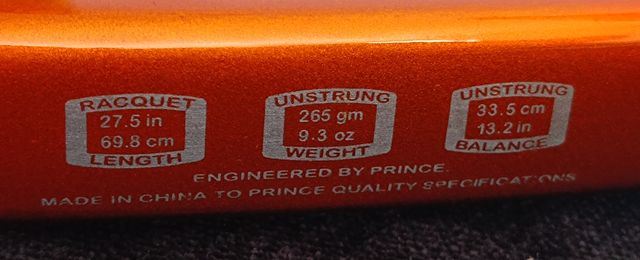 RACQUET
27.5 in
69.8 cm
LENGTH
UNSTRUNG
265 gm
9.3 oz
WEIGHT
UNSTRUNG
33.5 cm
13.2 in
BALANCE
ENGINEERED BY PRINCE.
MADE IN CHINA TO PRINCE QUALITY SPECIFICATIONS